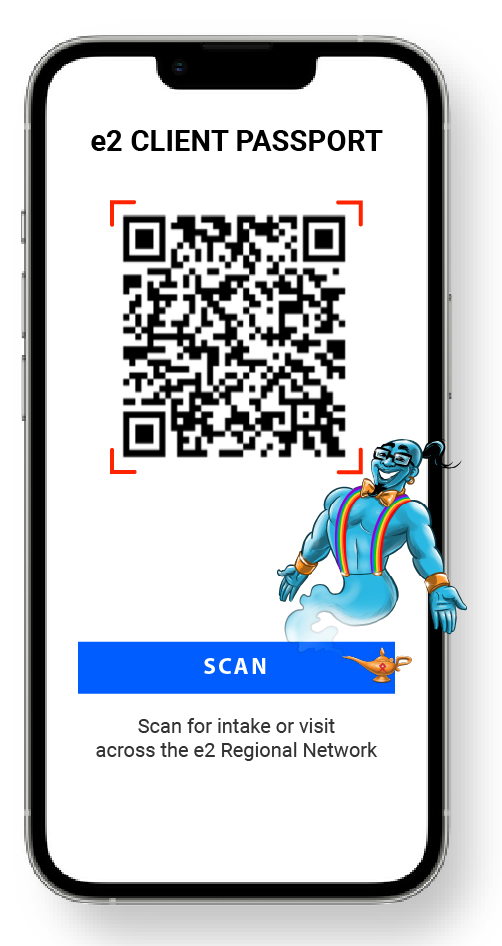 e2 CLIENT PASSPORT
SCAN
Scan for intake or visit
across the e2 Regional Network